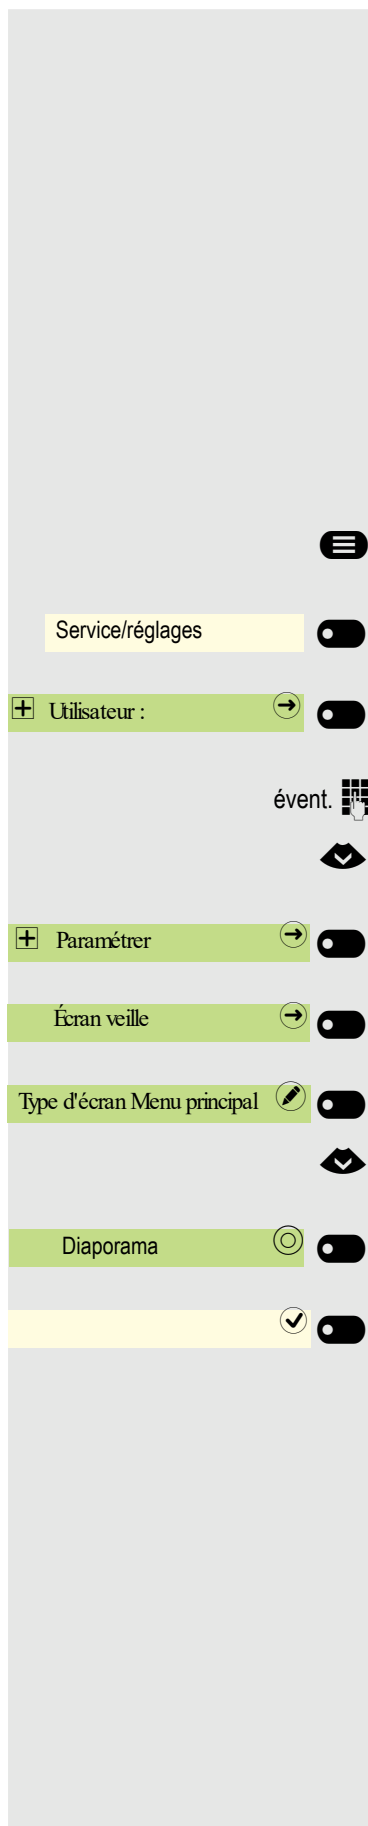 Service/réglages
Utilisateur :
évent.
Paramétrer
Écran veille
Type d'écran Menu principal
Diaporama